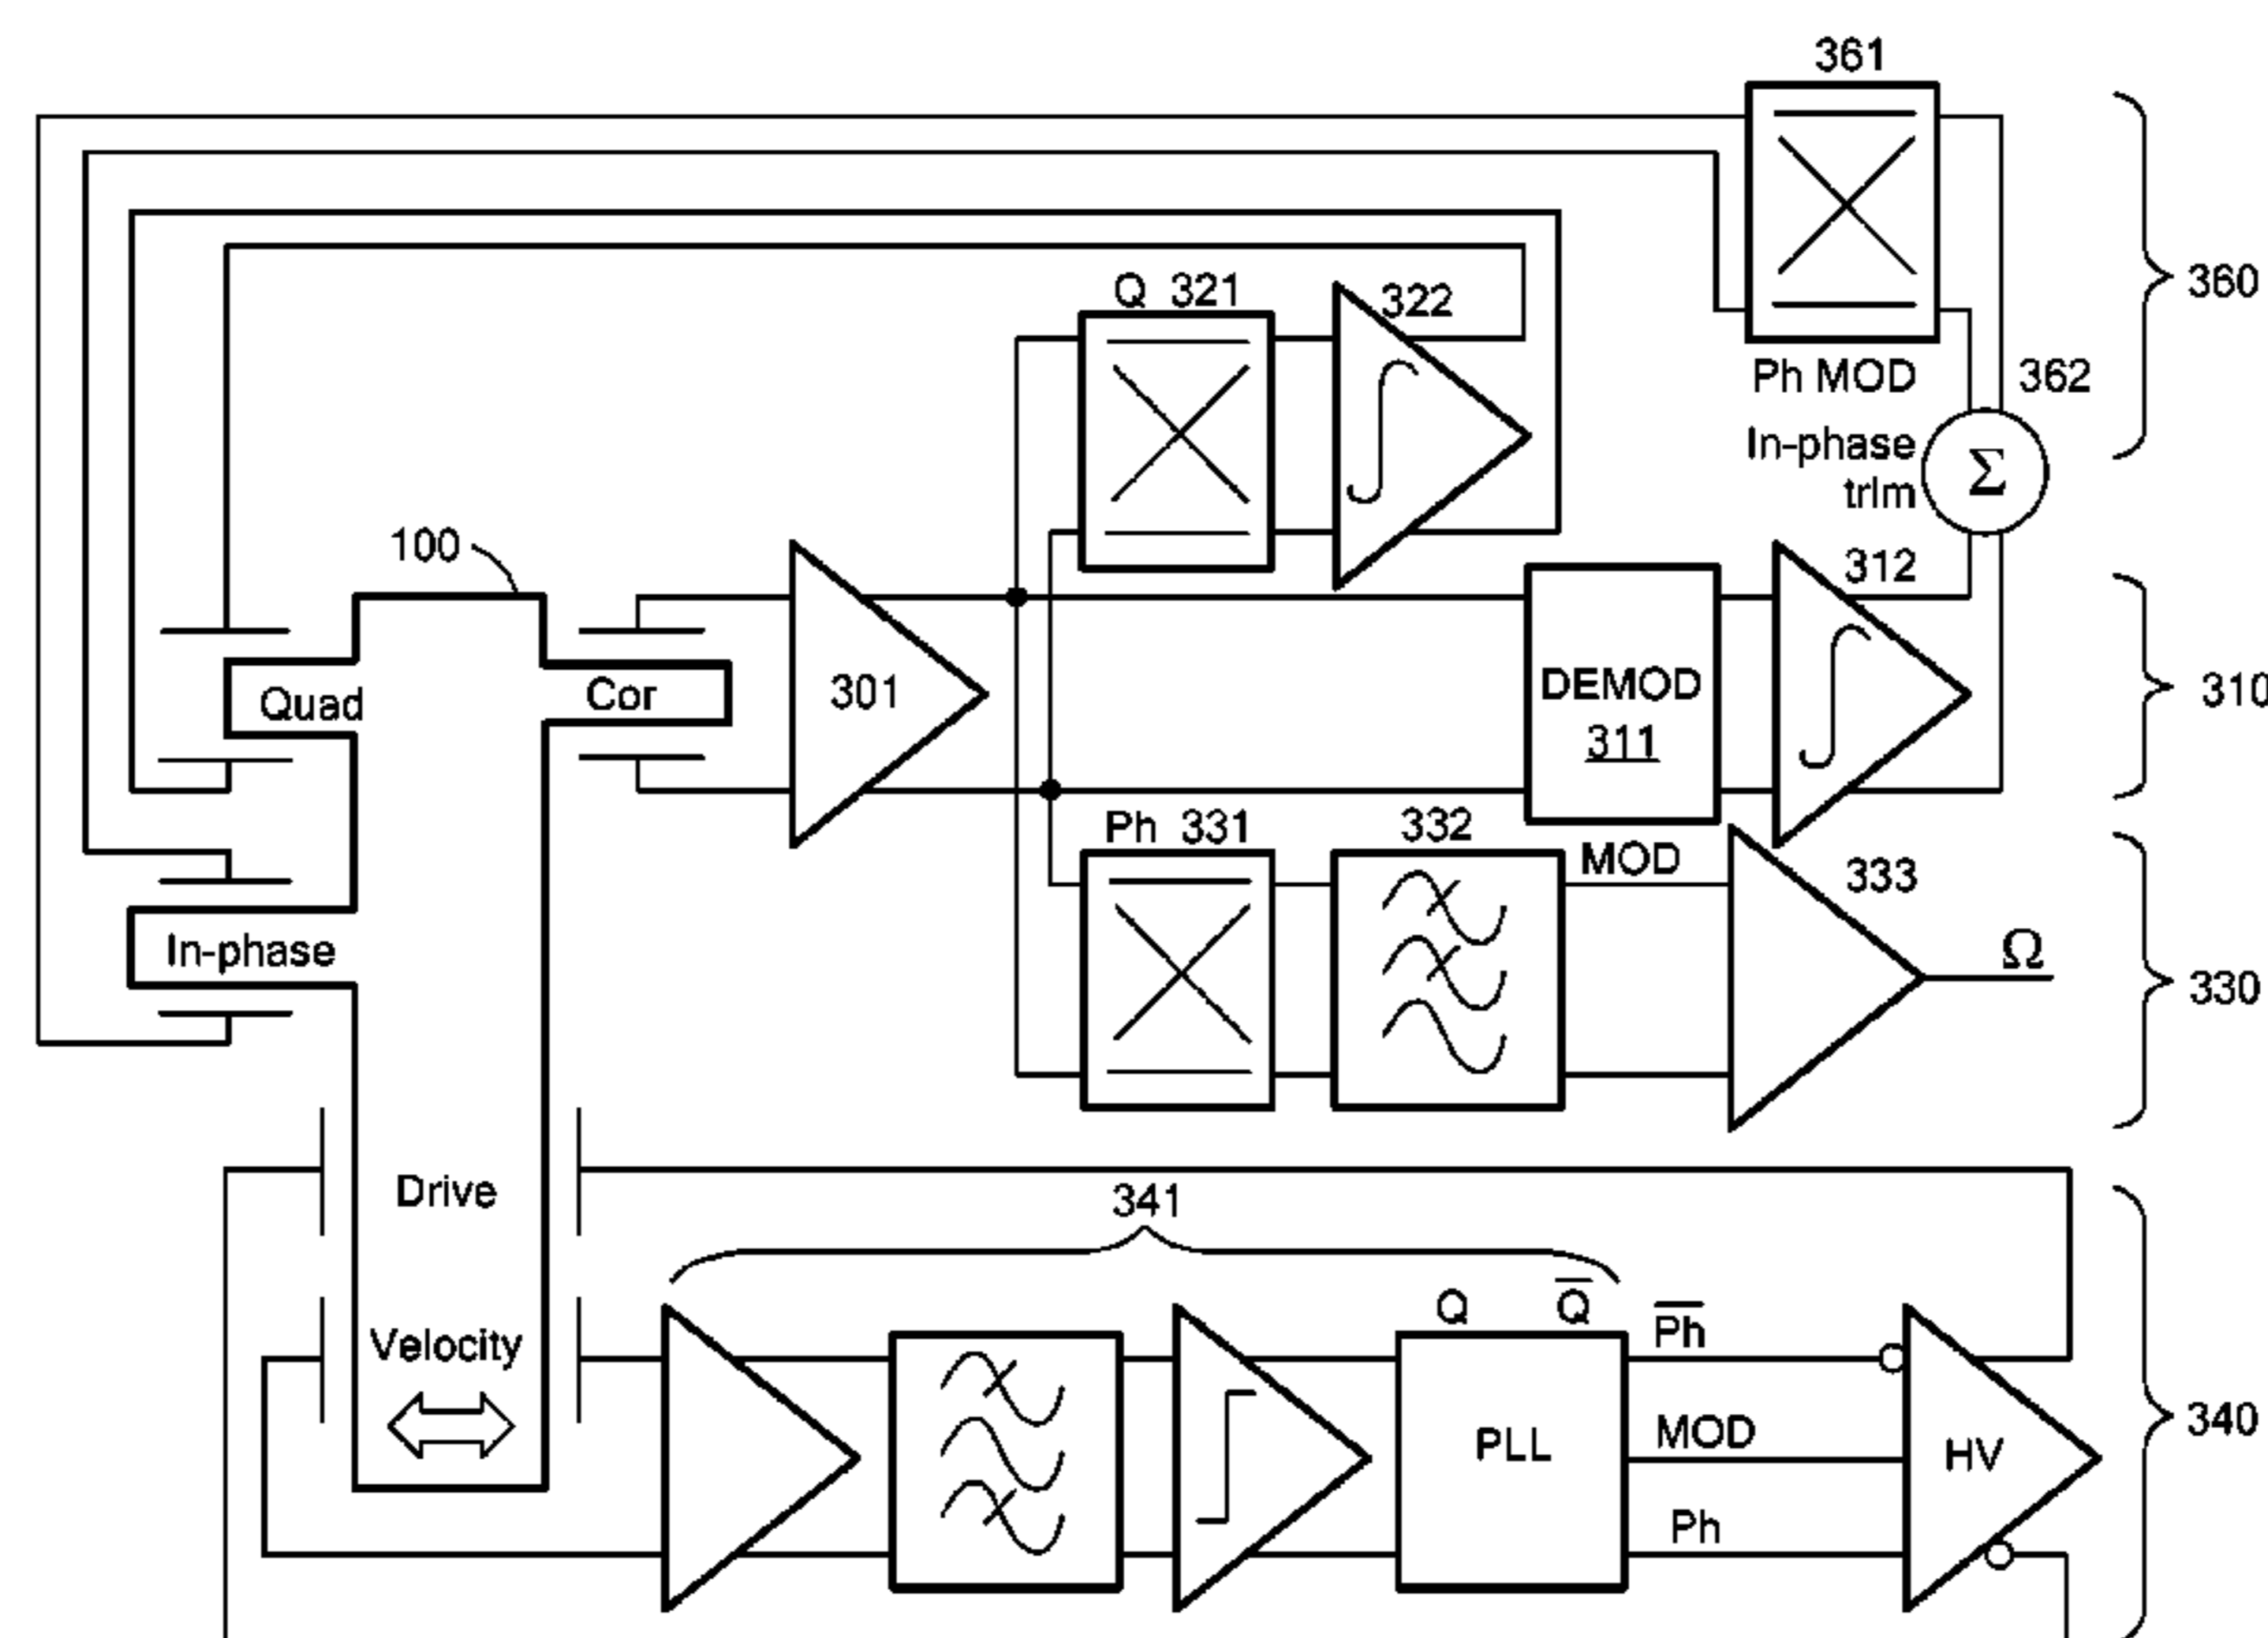 361
360
Q 321
322
Ph MOD
362
In-phase
trIm
Σ
100
312
Quad
Cor
301
DEMOD
311
310
Ph 331
332
MOD
333
In-phase
Ω
330
Drive
341
Q Q̅
P̅h̅
Velocity
MOD
PLL
HV
340
Ph